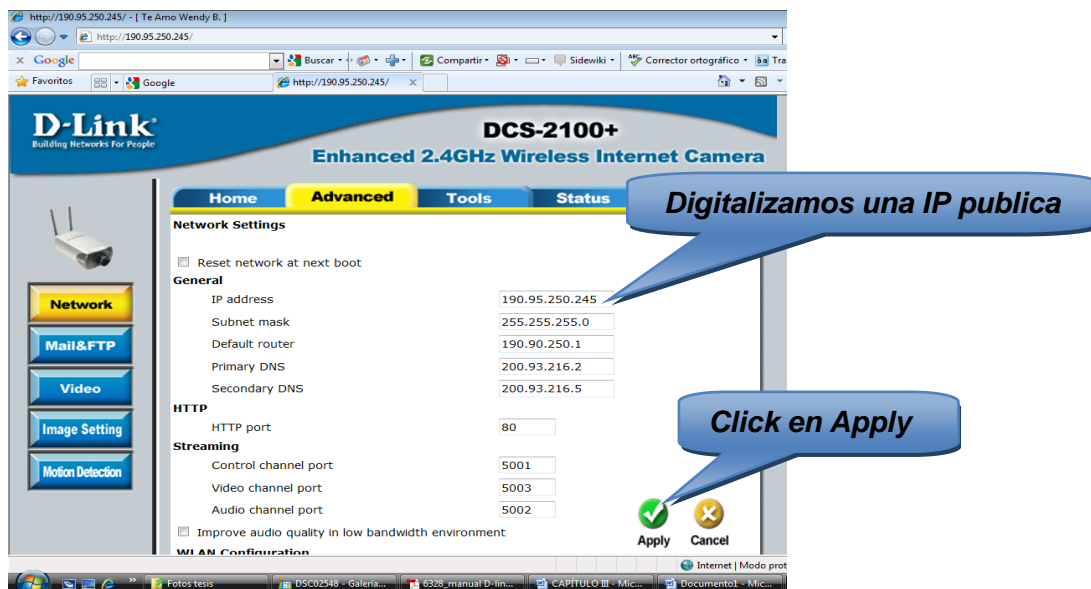 http://190.95.250.245/ - [ Te Amo Wendy B. ]
http://190.95.250.245/
x Google Buscar Compartir Sidewiki ABC Corrector ortográfico
Favoritos Google http://190.95.250.245/ x
D-Link
Building Networks For People
DCS-2100+
Enhanced 2.4GHz Wireless Internet Camera
Home Advanced Tools Status
Digitalizamos una IP publica
Network Settings
Reset network at next boot
General
IP address 190.95.250.245
Network
Subnet mask 255.255.255.0
Mail&FTP
Default router 190.90.250.1
Primary DNS 200.93.216.2
Video
Secondary DNS 200.93.216.5
HTTP
Image Setting
HTTP port 80
Click en Apply
Streaming
Motion Detection
Control channel port 5001
Video channel port 5003
Audio channel port 5002
Improve audio quality in low bandwidth environment
Apply Cancel
WLAN Configuration
Internet | Modo prot
Fotos tesis DSC02548 - Galería... 6328_manual D-lin... CAPÍTULO III - Mic... Documento1 - Mic...